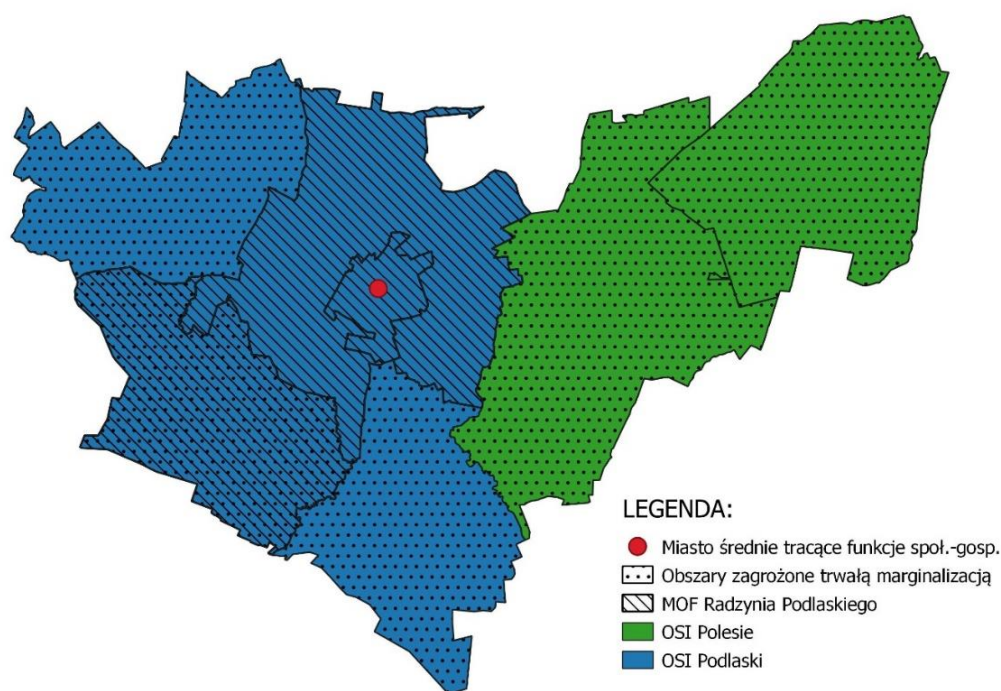 LEGENDA:
Miasto średnie tracące funkcje społ.-gosp.
Obszary zagrożone trwałą marginalizacją
MOF Radzynia Podlaskiego
OSI Polesie
OSI Podlaski